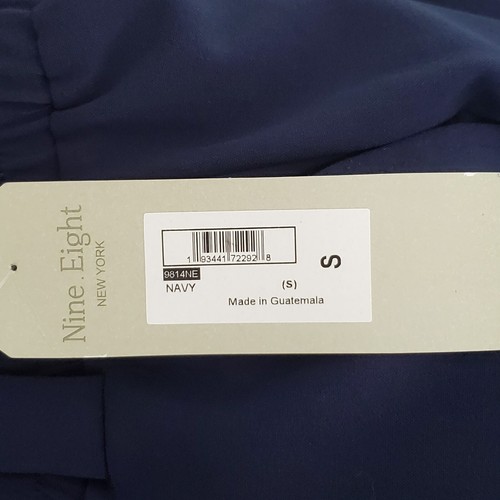 Nine.Eight
NEW YORK
1 93441 72292 8
9814NE
NAVY
(S)
S
Made in Guatemala